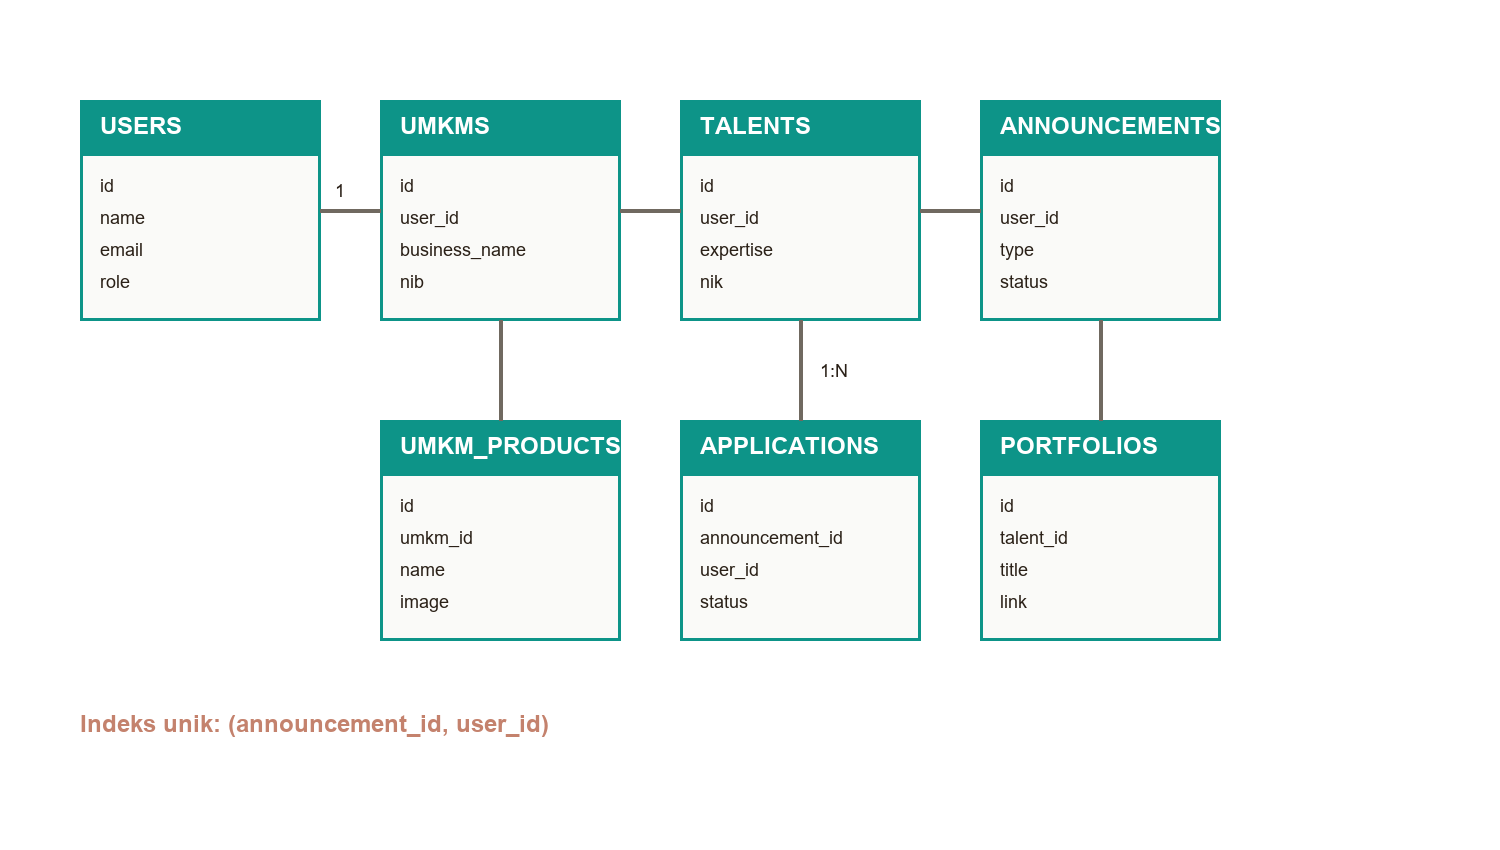 USERS
id
name
email
role
1
UMKMS
id
user_id
business_name
nib
TALENTS
id
user_id
expertise
nik
ANNOUNCEMENTS
id
user_id
type
status
1:N
UMKM_PRODUCTS
id
umkm_id
name
image
APPLICATIONS
id
announcement_id
user_id
status
PORTFOLIOS
id
talent_id
title
link
Indeks unik: (announcement_id, user_id)